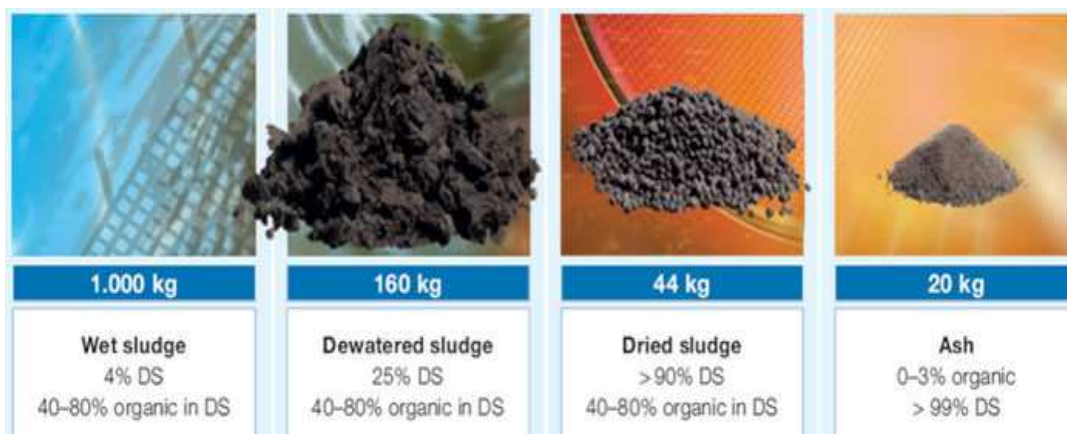 1.000 kg
160 kg
44 kg
20 kg
Wet sludge
4% DS
40–80% organic in DS
Dewatered sludge
25% DS
40–80% organic in DS
Dried sludge
>90% DS
40–80% organic in DS
Ash
0–3% organic
> 99% DS